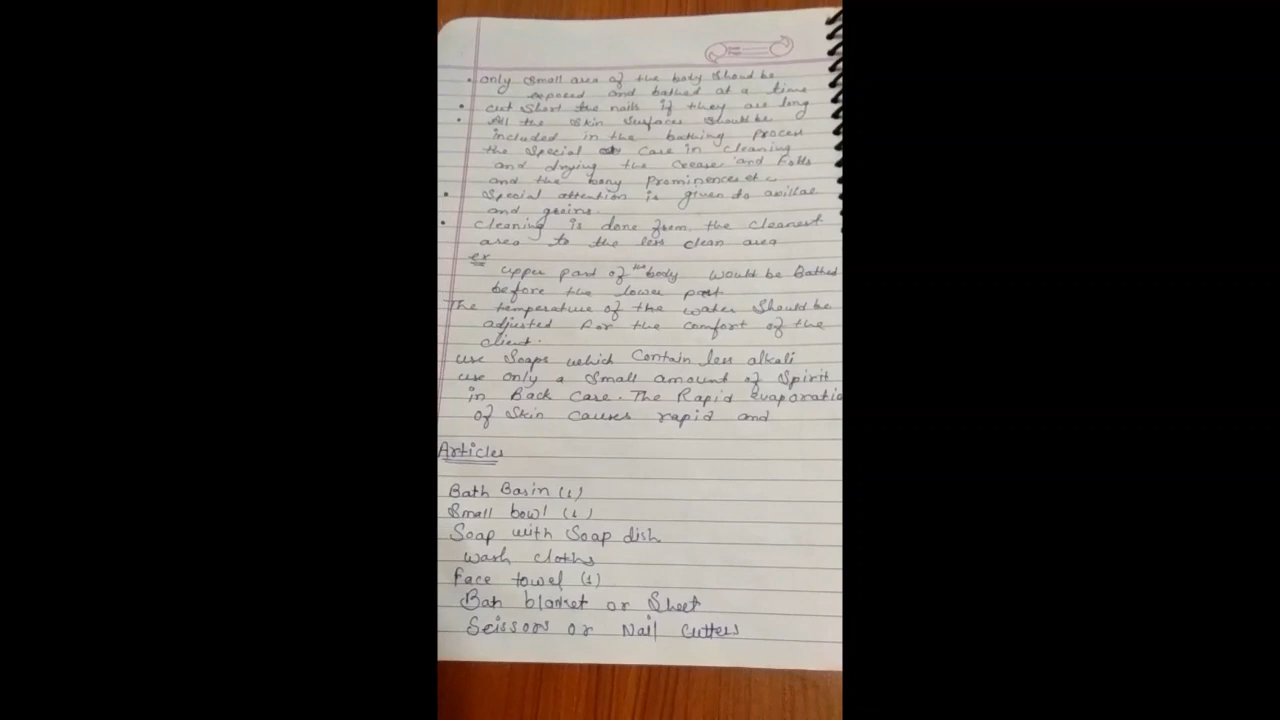 • only small area of the body should be
exposed and bathed at a time
• cut short the nails if they are long
• All the skin surfaces should be
included in the bathing process
the special care in cleaning
and drying the crease and Folds
and the bony prominences etc
• Special attention is given to axillae
and groins.
• cleaning is done from the cleanest
area to the less clean area
ex
upper part of the body would be Bathed
before the lower part
The temperature of the water should be
adjusted for the comfort of the
client.
use Soaps which contain less alkali
use only a small amount of Spirit
in Back care. The Rapid evaporatio
of Skin causes rapid and
Articles
Bath Basin (1)
Small bowl (1)
Soap with Soap dish
wash cloths
Face towel (1)
Bath blanket or Sheet
Scissors or Nail cutters